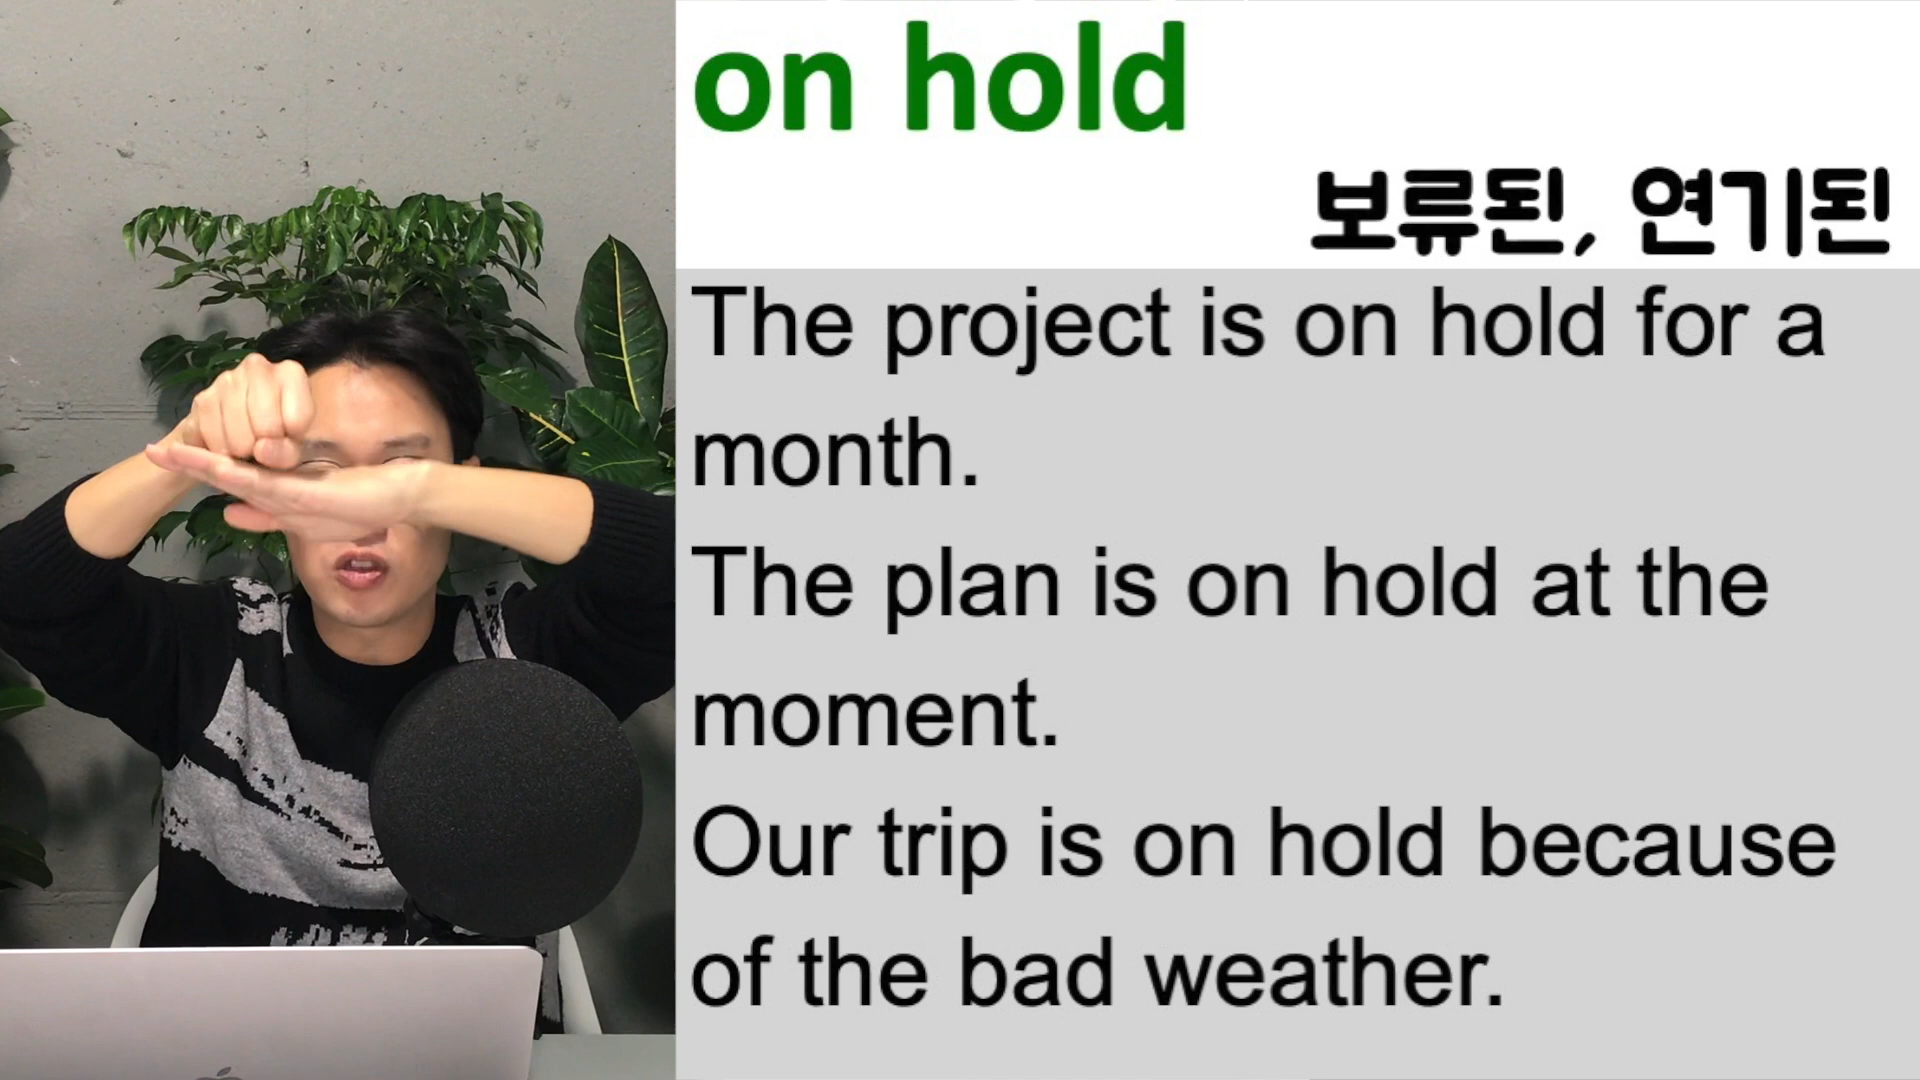 on hold
보류된, 연기된
The project is on hold for a
month.
The plan is on hold at the
moment.
Our trip is on hold because
of the bad weather.